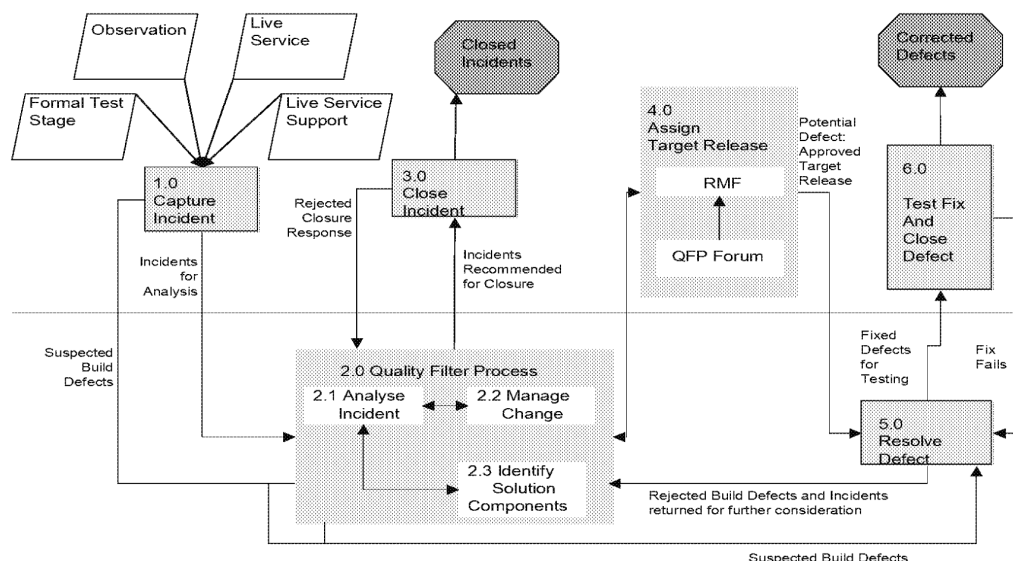 Observation
Live
Service
Formal Test
Stage
Live Service
Support
Closed
Incidents
Corrected
Defects
1.0
Capture
Incident
3.0
Close
Incident
4.0
Assign
Target Release
RMF
QFP Forum
Potential
Defect:
Approved
Target
Release
6.0
Test Fix
And
Close
Defect
Rejected
Closure
Response
Incidents
for
Analysis
Incidents
Recommended
for Closure
Suspected
Build
Defects
Fixed
Defects
for
Testing
Fix
Fails
2.0 Quality Filter Process
2.1 Analyse
Incident
2.2 Manage
Change
2.3 Identify
Solution
Components
5.0
Resolve
Defect
Rejected Build Defects and Incidents
returned for further consideration
Suspected Build Defects